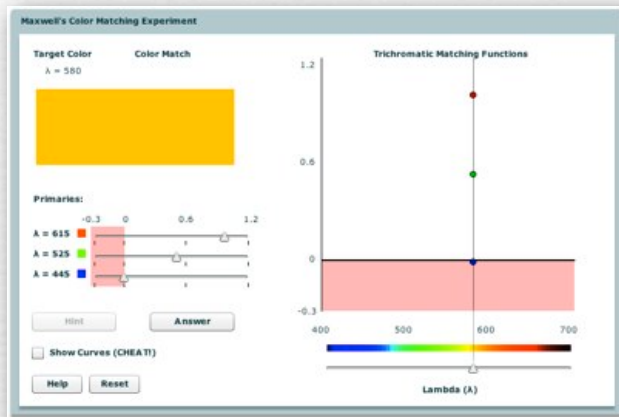 Maxwell's Color Matching Experiment
Target Color Color Match
λ = 580
Primaries:
-0.3 0 0.6 1.2
λ = 615
λ = 525
λ = 445
Hint Answer
Show Curves (CHEAT!)
Help Reset
Trichromatic Matching Functions
1.2
0.6
0
-0.3
400 500 600 700
Lambda (λ)